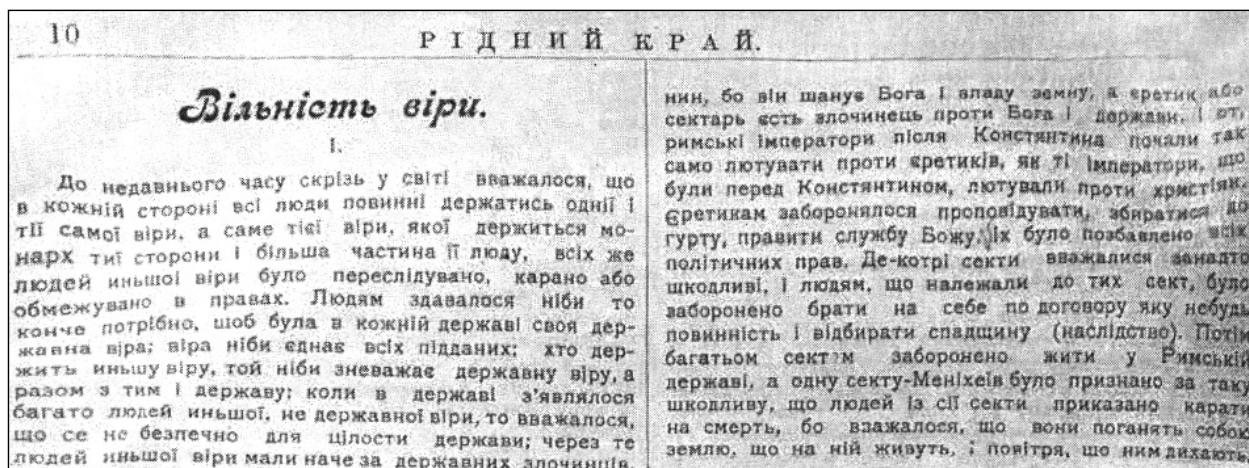 10
РІДНИЙ КРАЙ.
Вільність віри.
І.
До недавнього часу скрізь у світі вважалося, що
в кожній стороні всі люди повинні держатись однії і
тії самої віри, а саме тієї віри, якої держиться мо-
нарх тиї сторони і більша частина її люду, всіх же
людей иньшої віри було переслідувано, карано або
обмежувано в правах. Людям здавалося ніби то
конче потрібно, щоб була в кожній державі своя дер-
жавна віра; віра ніби єднає всіх підданих; хто дер-
жить иньшу віру, той ніби зневажає державну віру, а
разом з тим і державу; коли в державі з'являлося
багато людей иньшої, не державної віри, то вважалося,
що се не безпечно для цілости держави; через те
людей иньшої віри мали наче за державних злочинців.
нин, бо він шанує Бога і владу земну, а єретик або
сектарь єсть злочинець проти Бога і держави. І от,
римські імператори після Констянтина почали так
само лютувати проти єретиків, як ті імператори, що
були перед Констянтином, лютували проти христіян.
Єретикам заборонялося проповідувати, збиратися до
гурту, правити службу Божу. Їх було позбавлено всіх
політичних прав. Де-котрі секти вважалися занадто
шкодливі, і людям, що належали до тих сект, було
заборонено брати на себе по договору яку небудь
повинність і відбирати спадщину (наслідство). Потім
багатьом сектам заборонено жити у Римській
державі, а одну секту-Меніхеїв було признано за таку
шкодливу, що людей із сії секти приказано карати
на смерть, бо взажалося, що вони поганять собою
землю, що на ній живуть, і повітря, що ним дихають.